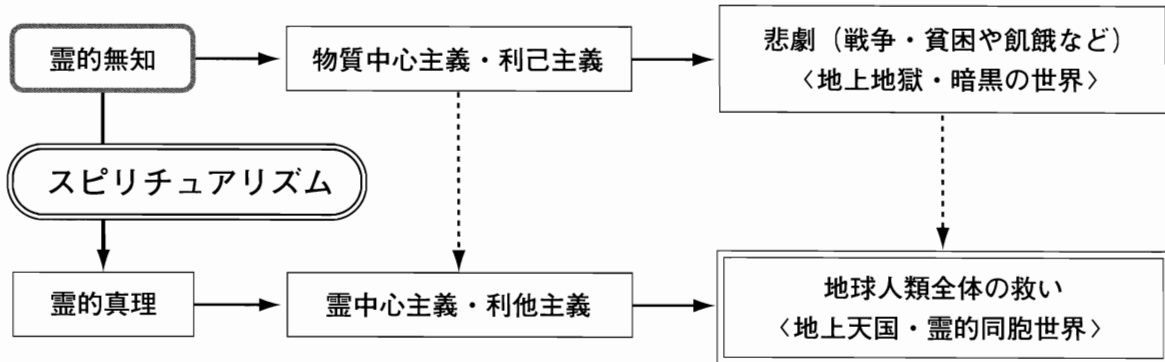 霊的無知
物質中心主義・利己主義
悲劇（戦争・貧困や飢餓など）
〈地上地獄・暗黒の世界〉
スピリチュアリズム
霊的真理
霊中心主義・利他主義
地球人類全体の救い
〈地上天国・霊的同胞世界〉